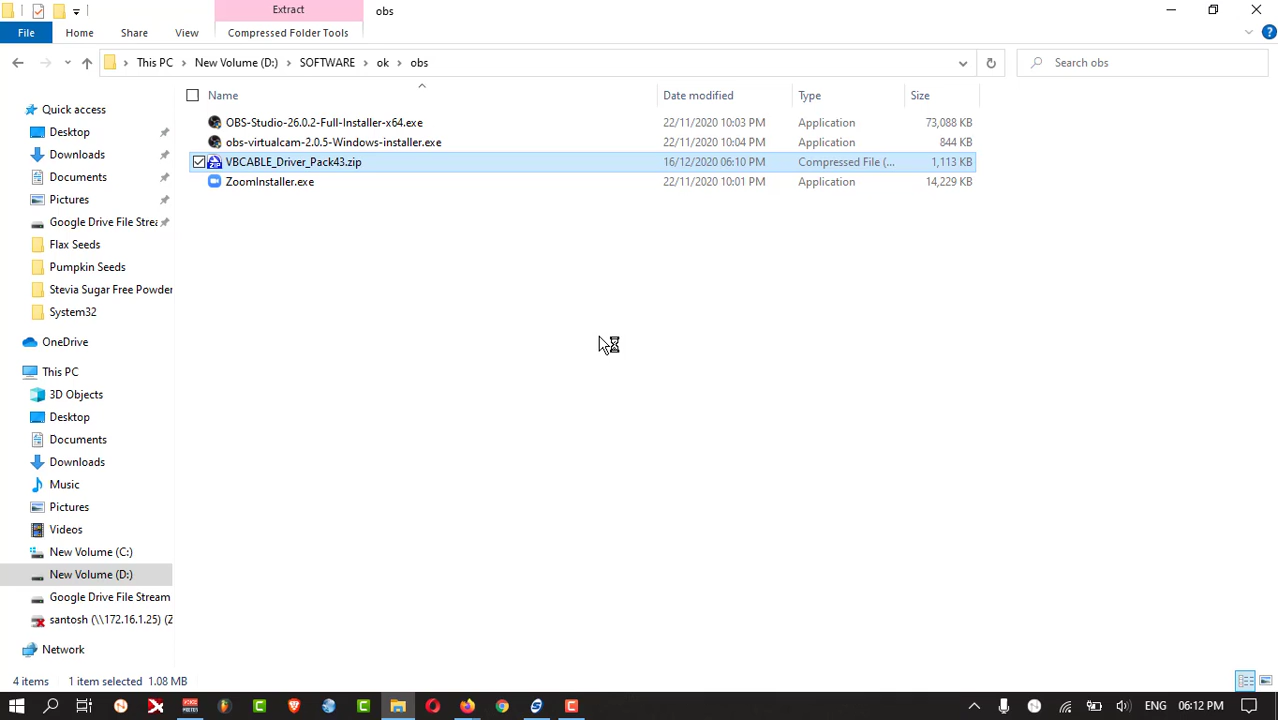 Extract
obs
File
Home
Share
View
Compressed Folder Tools
This PC
New Volume (D:)
SOFTWARE
ok
obs
Search obs
Name
Date modified
Type
Size
OBS-Studio-26.0.2-Full-Installer-x64.exe 22/11/2020 10:03 PM Application 73,088 KB
obs-virtualcam-2.0.5-Windows-installer.exe 22/11/2020 10:04 PM Application 844 KB
VBCABLE_Driver_Pack43.zip 16/12/2020 06:10 PM Compressed File (... 1,113 KB
ZoomInstaller.exe 22/11/2020 10:01 PM Application 14,229 KB
Quick access
Desktop
Downloads
Documents
Pictures
Google Drive File Strea
Flax Seeds
Pumpkin Seeds
Stevia Sugar Free Powder
System32
OneDrive
This PC
3D Objects
Desktop
Documents
Downloads
Music
Pictures
Videos
New Volume (C:)
New Volume (D:)
Google Drive File Stream
santosh (\\172.16.1.25) (Z
Network
4 items
1 item selected 1.08 MB
ENG
06:12 PM